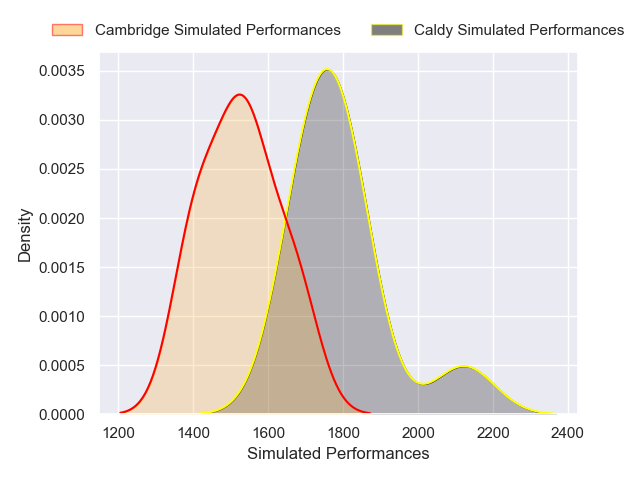 Cambridge Simulated Performances Caldy Simulated Performances
0.0035
0.0030
0.0025
0.0020
0.0015
0.0010
0.0005
0.0000
Density
1200 1400 1600 1800 2000 2200 2400
Simulated Performances